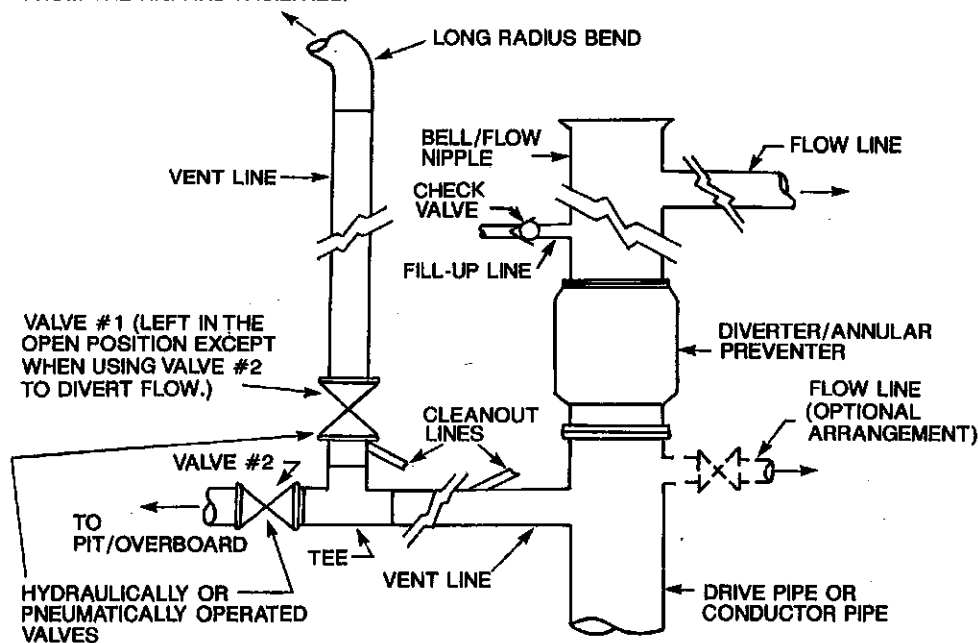 LONG RADIUS BEND
BELL/FLOW
NIPPLE
FLOW LINE
VENT LINE
CHECK
VALVE
FILL-UP LINE
VALVE #1 (LEFT IN THE
OPEN POSITION EXCEPT
WHEN USING VALVE #2
TO DIVERT FLOW.)
DIVERTER/ANNULAR
PREVENTER
CLEANOUT
LINES
FLOW LINE
(OPTIONAL
ARRANGEMENT)
VALVE #2
TO
PIT/OVERBOARD
TEE
VENT LINE
HYDRAULICALLY OR
PNEUMATICALLY OPERATED
VALVES
DRIVE PIPE OR
CONDUCTOR PIPE